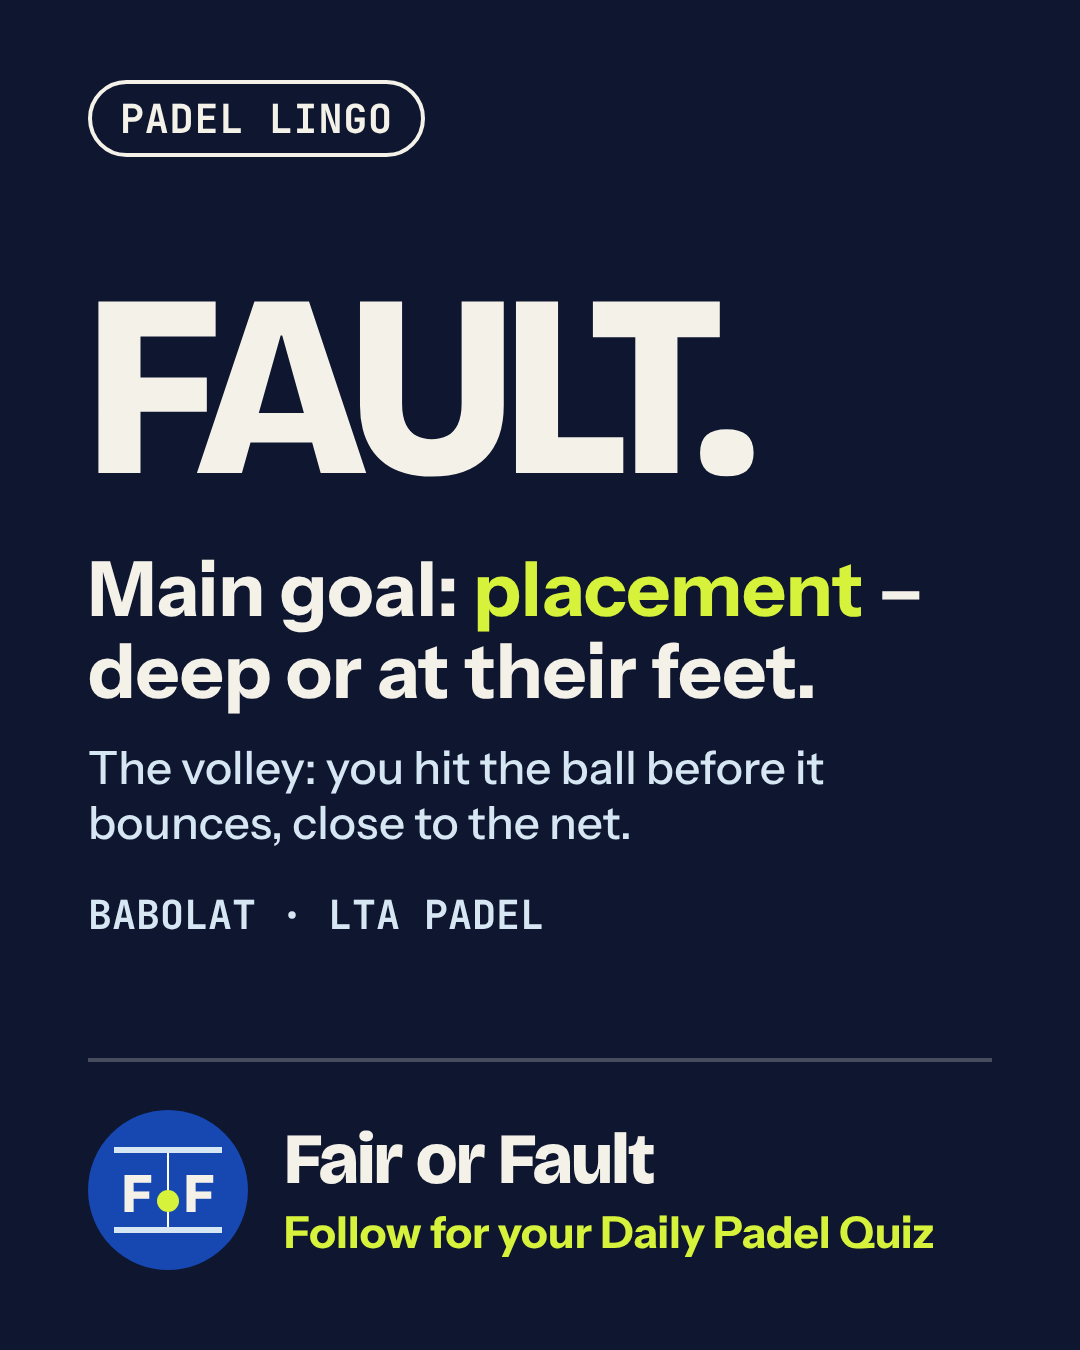 PADEL LINGO
FAULT.
Main goal: placement –
deep or at their feet.
The volley: you hit the ball before it
bounces, close to the net.
BABOLAT · LTA PADEL
F F
Fair or Fault
Follow for your Daily Padel Quiz